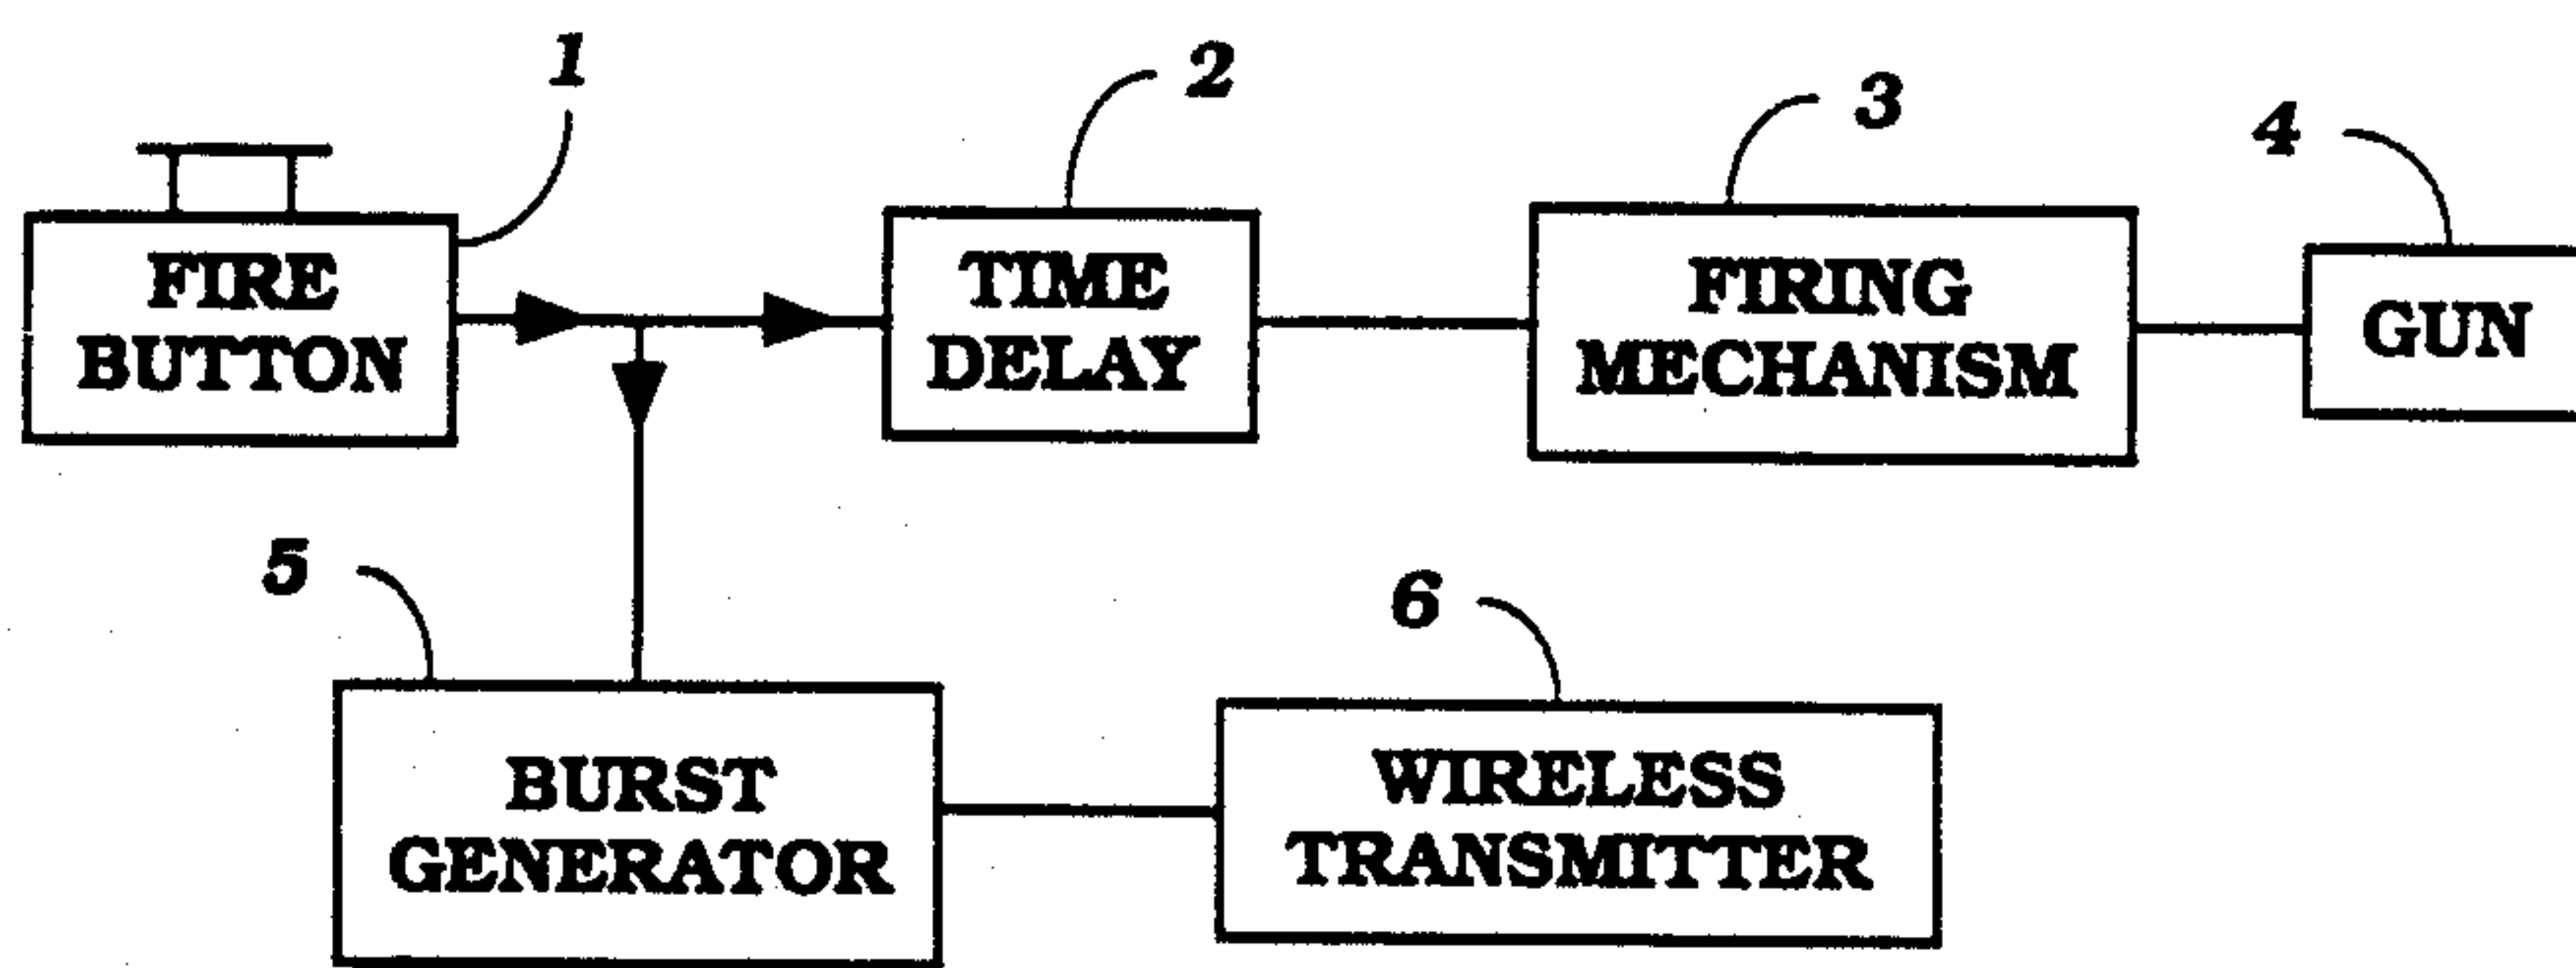 1
2
3
4
FIRE
BUTTON
TIME
DELAY
FIRING
MECHANISM
GUN
5
6
BURST
GENERATOR
WIRELESS
TRANSMITTER